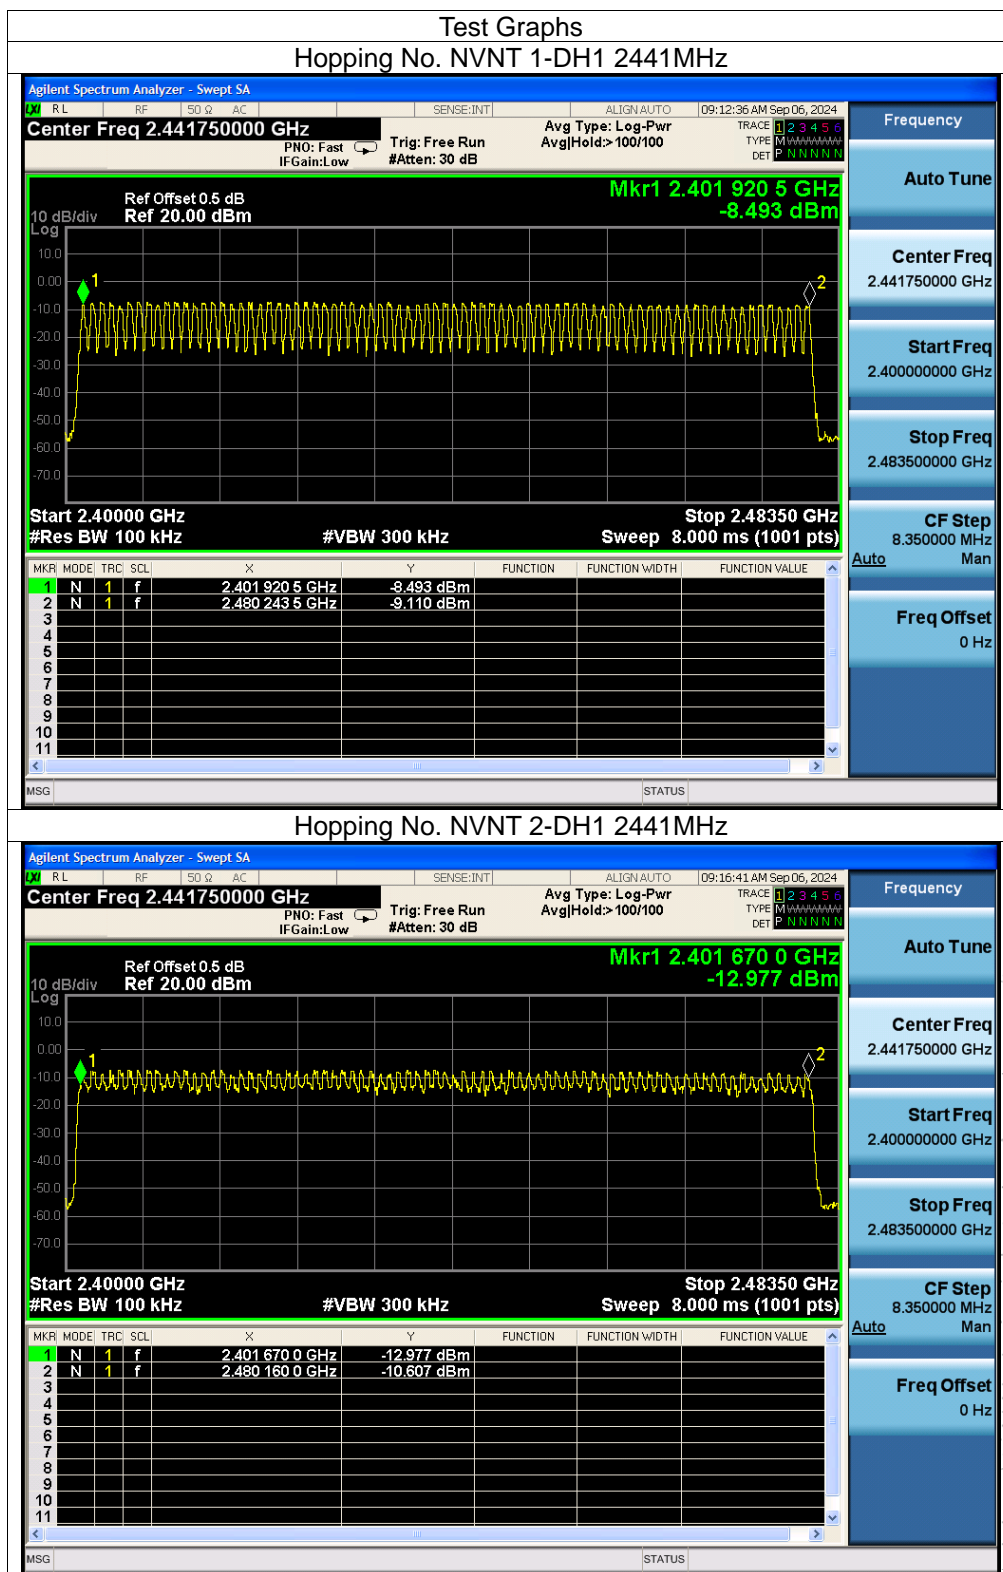 Test Graphs
Hopping No. NVNT 1-DH1 2441MHz
Agilent Spectrum Analyzer - Swept SA
LXI RL RF 50 Ω AC SENSE:INT ALIGN AUTO 09:12:36 AM Sep 06, 2024
Center Freq 2.441750000 GHz
PNO: Fast
IFGain:Low
Trig: Free Run
#Atten: 30 dB
Avg Type: Log-Pwr
Avg|Hold:>100/100
TRACE 1 2 3 4 5 6
TYPE M
DET P N N N N N
Frequency
Auto Tune
Mkr1 2.401 920 5 GHz
-8.493 dBm
Ref Offset 0.5 dB
10 dB/div Ref 20.00 dBm
Log
10.0
0.00
-10.0
-20.0
-30.0
-40.0
-50.0
-60.0
-70.0
1
2
Center Freq
2.441750000 GHz
Start Freq
2.400000000 GHz
Stop Freq
2.483500000 GHz
CF Step
8.350000 MHz
Auto Man
Freq Offset
0 Hz
Start 2.40000 GHz Stop 2.48350 GHz
#Res BW 100 kHz #VBW 300 kHz Sweep 8.000 ms (1001 pts)
MKR MODE TRC SCL X Y FUNCTION FUNCTION WIDTH FUNCTION VALUE
1 N 1 f 2.401 920 5 GHz -8.493 dBm
2 N 1 f 2.480 243 5 GHz -9.110 dBm
3
4
5
6
7
8
9
10
11
MSG STATUS
Hopping No. NVNT 2-DH1 2441MHz
Agilent Spectrum Analyzer - Swept SA
LXI RL RF 50 Ω AC SENSE:INT ALIGN AUTO 09:16:41 AM Sep 06, 2024
Center Freq 2.441750000 GHz
PNO: Fast
IFGain:Low
Trig: Free Run
#Atten: 30 dB
Avg Type: Log-Pwr
Avg|Hold:>100/100
TRACE 1 2 3 4 5 6
TYPE M
DET P N N N N N
Frequency
Auto Tune
Mkr1 2.401 670 0 GHz
-12.977 dBm
Ref Offset 0.5 dB
10 dB/div Ref 20.00 dBm
Log
10.0
0.00
-10.0
-20.0
-30.0
-40.0
-50.0
-60.0
-70.0
1
2
Center Freq
2.441750000 GHz
Start Freq
2.400000000 GHz
Stop Freq
2.483500000 GHz
CF Step
8.350000 MHz
Auto Man
Freq Offset
0 Hz
Start 2.40000 GHz Stop 2.48350 GHz
#Res BW 100 kHz #VBW 300 kHz Sweep 8.000 ms (1001 pts)
MKR MODE TRC SCL X Y FUNCTION FUNCTION WIDTH FUNCTION VALUE
1 N 1 f 2.401 670 0 GHz -12.977 dBm
2 N 1 f 2.480 160 0 GHz -10.607 dBm
3
4
5
6
7
8
9
10
11
MSG STATUS